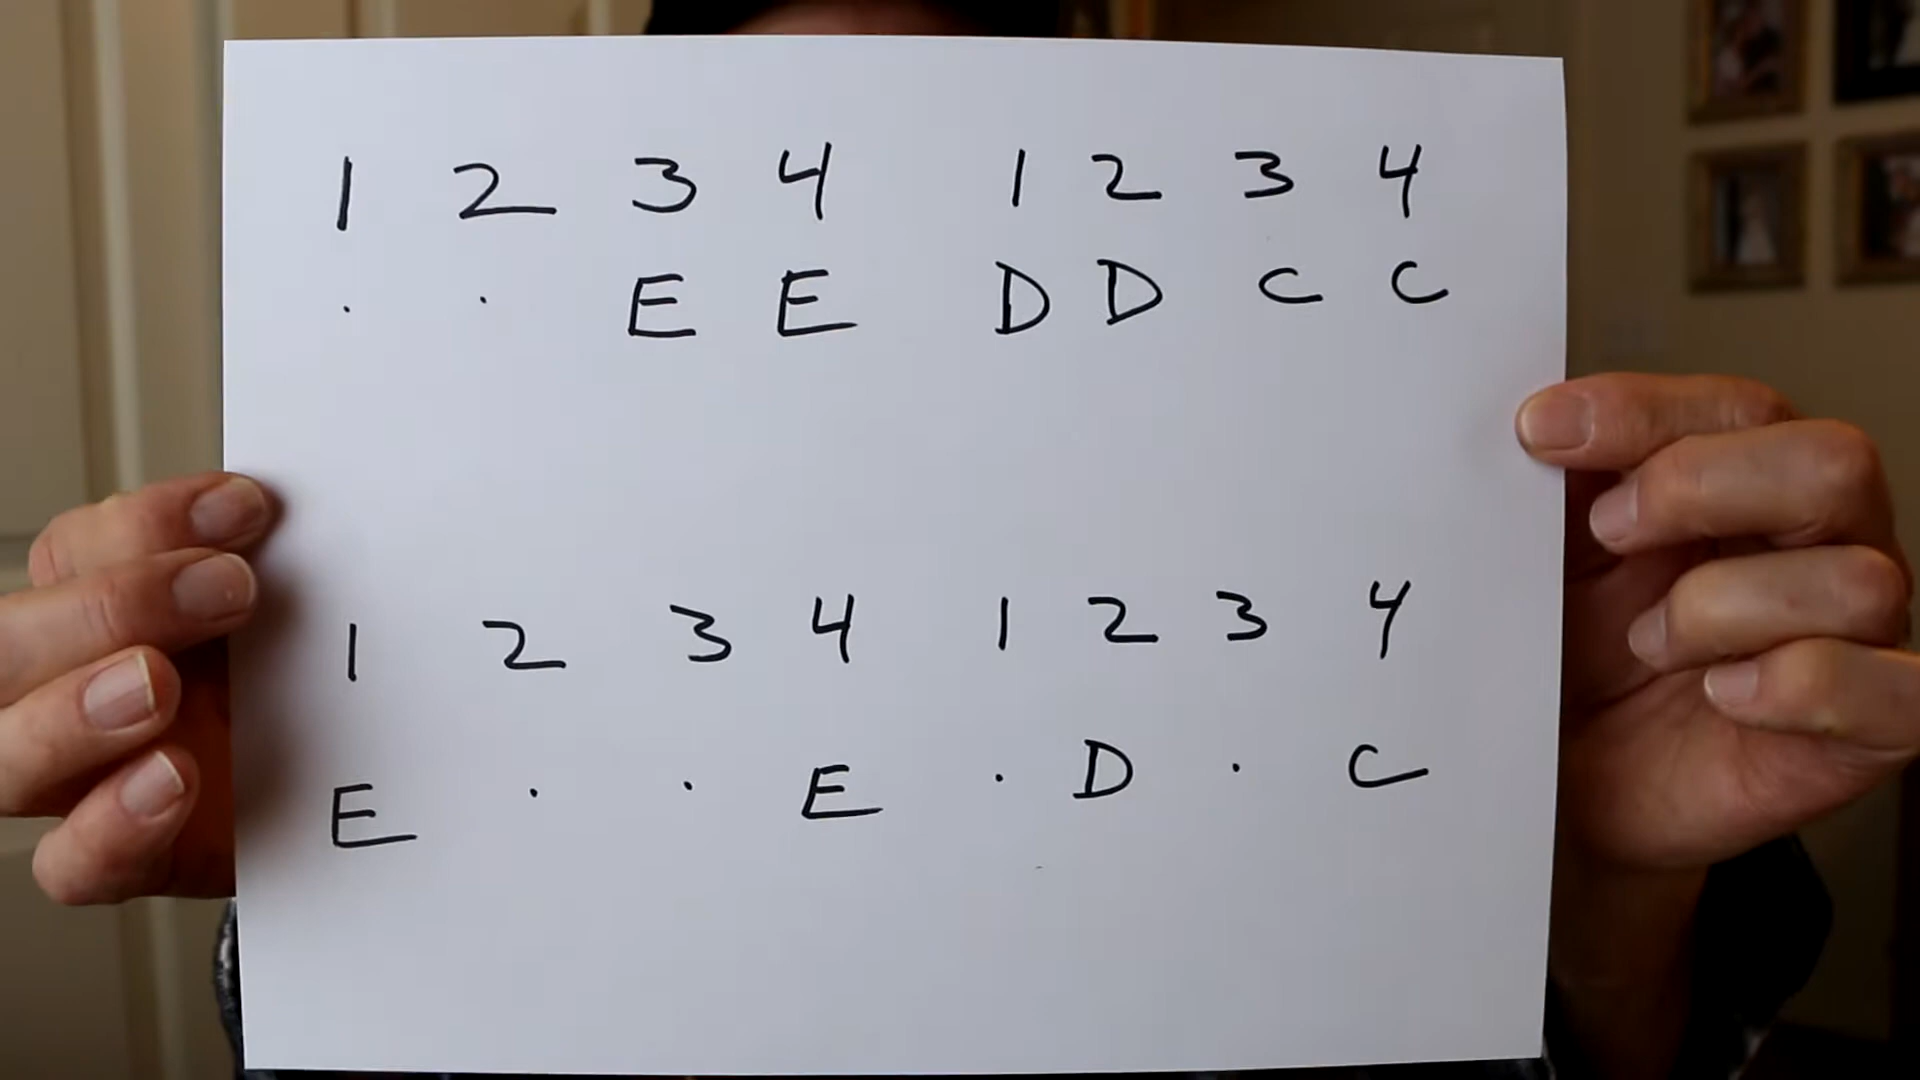 1 2 3 4 1 2 3 4
. . E E D D C C
1 2 3 4 1 2 3 4
E . . E . D . C